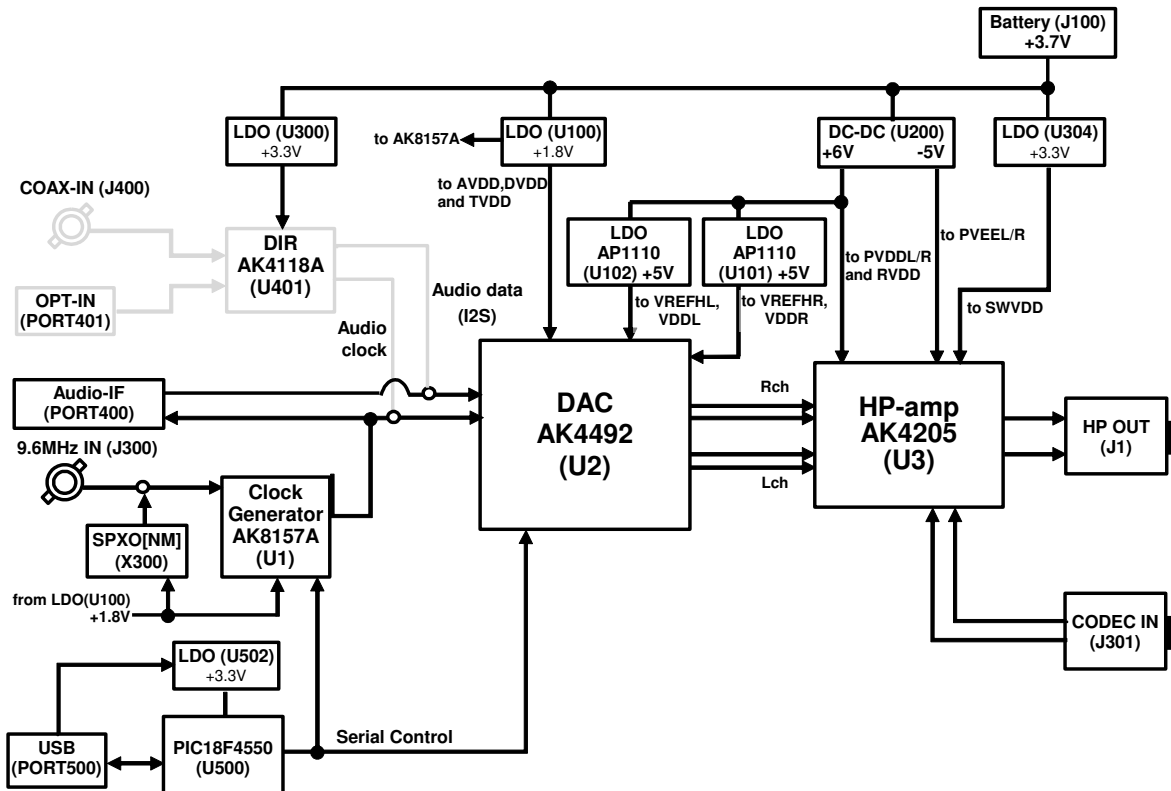 Battery (J100)
+3.7V
LDO (U300)
+3.3V
to AK8157A
LDO (U100)
+1.8V
DC-DC (U200)
+6V -5V
LDO (U304)
+3.3V
COAX-IN (J400)
to AVDD,DVDD
and TVDD
DIR
AK4118A
(U401)
LDO
AP1110
(U102) +5V
LDO
AP1110
(U101) +5V
to PVEEL/R
to PVDDL/R
and RVDD
OPT-IN
(PORT401)
Audio data
(I2S)
to VREFHL,
VDDL
to VREFHR,
VDDR
to SWVDD
Audio
clock
Audio-IF
(PORT400)
DAC
AK4492
(U2)
Rch
Lch
HP-amp
AK4205
(U3)
HP OUT
(J1)
9.6MHz IN (J300)
Clock
Generator
AK8157A
(U1)
SPXO[NM]
(X300)
from LDO(U100)
+1.8V
CODEC IN
(J301)
LDO (U502)
+3.3V
USB
(PORT500)
PIC18F4550
(U500)
Serial Control